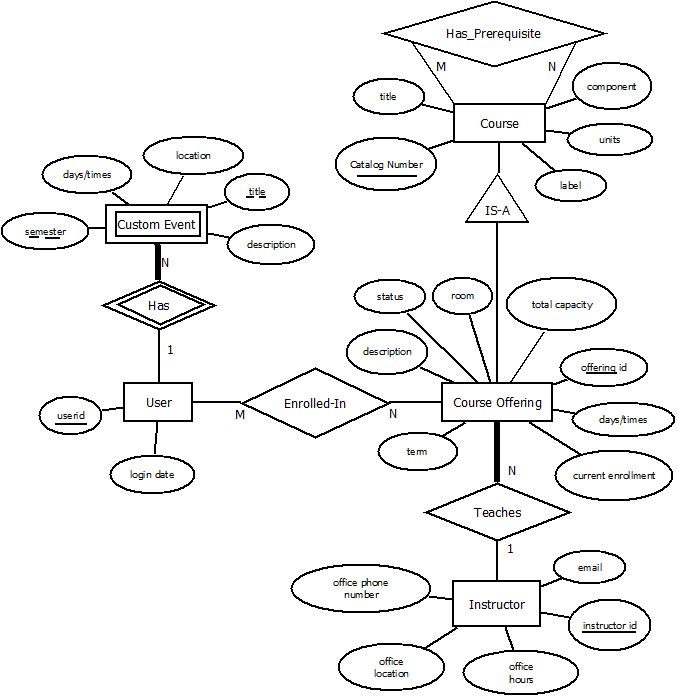 Has_Prerequisite
M
N
title
component
Course
units
Catalog Number
label
location
days/times
title
semester
Custom Event
description
IS-A
N
Has
1
status
room
total capacity
description
offering id
User
Enrolled-In
Course Offering
userid
M
N
days/times
term
login date
current enrollment
N
Teaches
1
email
office phone
number
Instructor
instructor id
office
location
office
hours